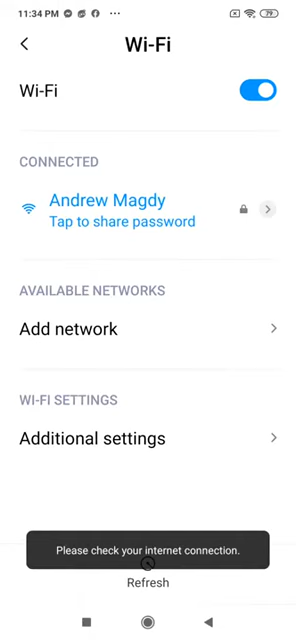 11:34 PM
79
Wi-Fi
Wi-Fi
CONNECTED
Andrew Magdy
Tap to share password
AVAILABLE NETWORKS
Add network
WI-FI SETTINGS
Additional settings
Please check your internet connection.
Refresh